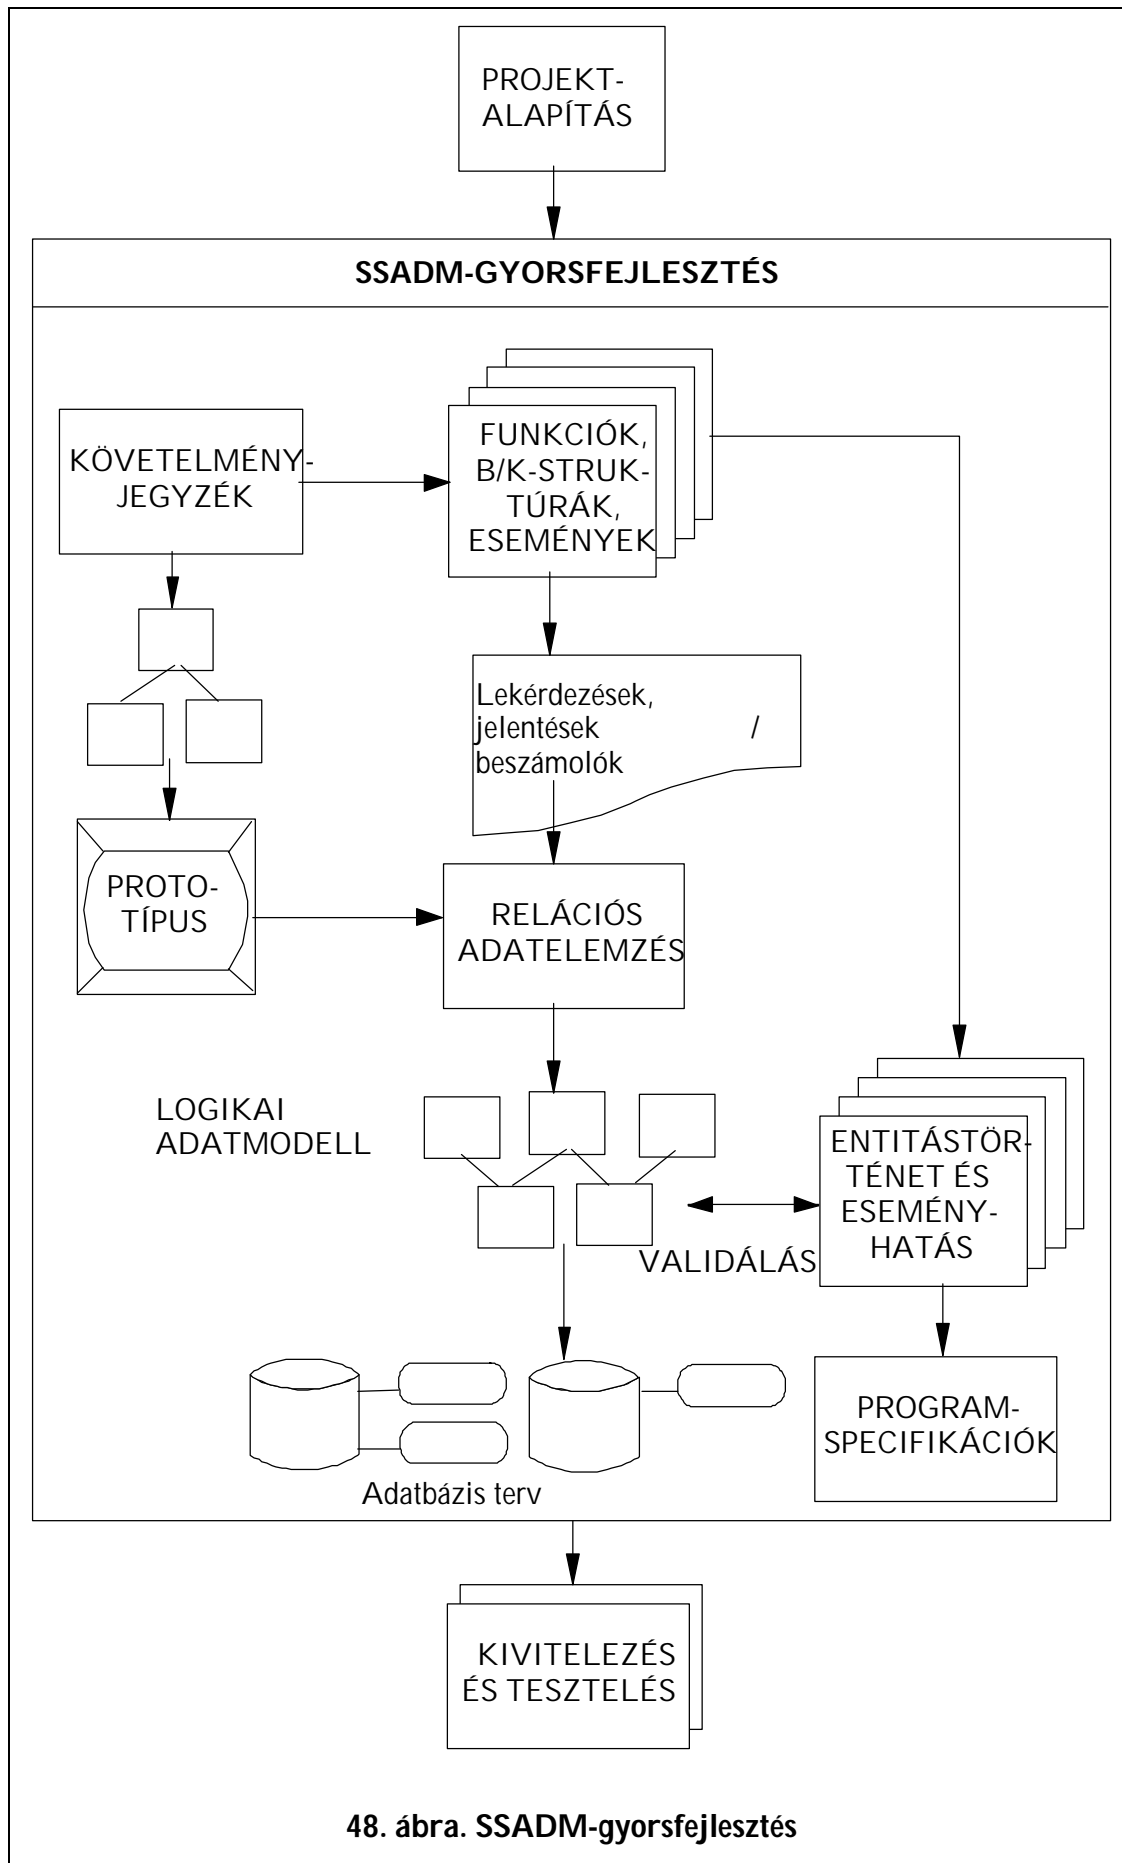 PROJEKT-
ALAPÍTÁS
SSADM-GYORSFEJLESZTÉS
KÖVETELMÉNY-
JEGYZÉK
FUNKCIÓK,
B/K-STRUK-
TÚRÁK,
ESEMÉNYEK
Lekérdezések,
jelentések /
beszámolók
PROTO-
TÍPUS
RELÁCIÓS
ADATELEMZÉS
LOGIKAI
ADATMODELL
ENTITÁSTÖR-
TÉNET ÉS
ESEMÉNY-
HATÁS
VALIDÁLÁS
PROGRAM-
SPECIFIKÁCIÓK
Adatbázis terv
KIVITELEZÉS
ÉS TESZTELÉS
48. ábra. SSADM-gyorsfejlesztés